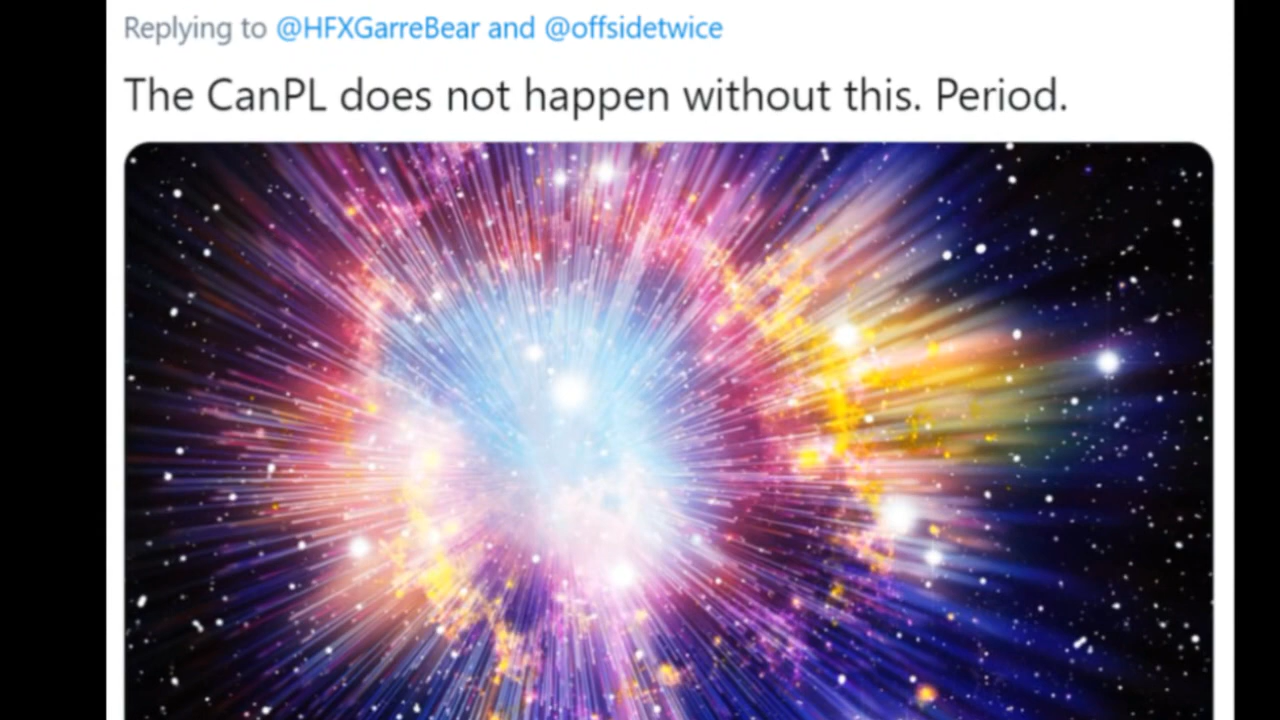 Replying to @HFXGarreBear and @offsidetwice
The CanPL does not happen without this. Period.